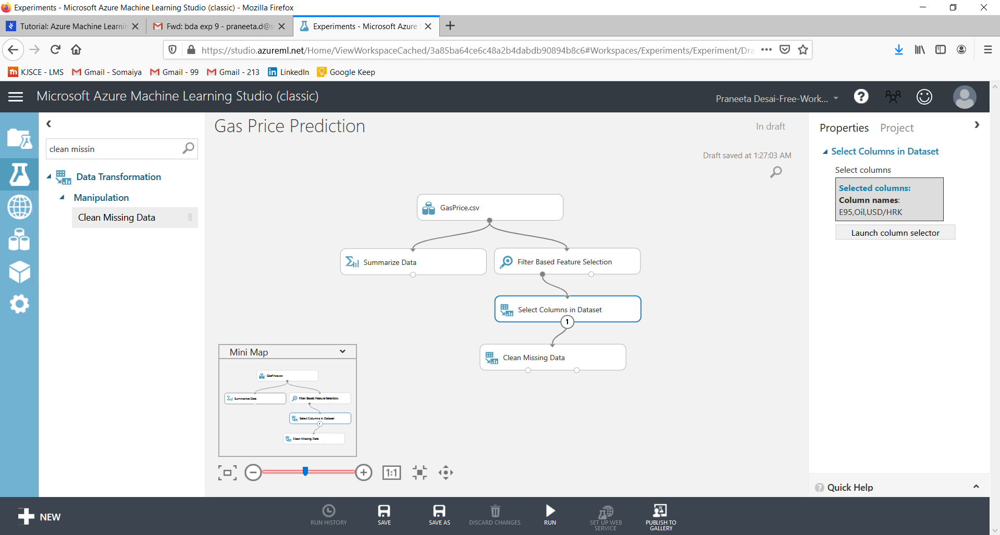 Experiments - Microsoft Azure Machine Learning Studio (classic) - Mozilla Firefox
Tutorial: Azure Machine Learnin
Fwd: bda exp 9 - praneeta.d@s
Experiments - Microsoft Azure
https://studio.azureml.net/Home/ViewWorkspaceCached/3a85ba64ce6c48a2b4dabdb90894b8c6#Workspaces/Experiments/Experiment/Dra
KJSCE - LMS
Gmail - Somaiya
Gmail - 99
Gmail - 213
LinkedIn
Google Keep
Microsoft Azure Machine Learning Studio (classic)
Praneeta Desai-Free-Work...
clean missin
Data Transformation
Manipulation
Clean Missing Data
Gas Price Prediction
In draft
Draft saved at 1:27:03 AM
GasPrice.csv
Summarize Data
Filter Based Feature Selection
Select Columns in Dataset
1
Clean Missing Data
Mini Map
GasPrice.csv
Summarize Data
Filter Based Feature Selection
Select Columns in Dataset
1
Clean Missing Data
1:1
Properties
Project
Select Columns in Dataset
Select columns
Selected columns:
Column names:
E95,Oil,USD/HRK
Launch column selector
Quick Help
NEW
RUN HISTORY
SAVE
SAVE AS
DISCARD CHANGES
RUN
SET UP WEB
SERVICE
PUBLISH TO
GALLERY